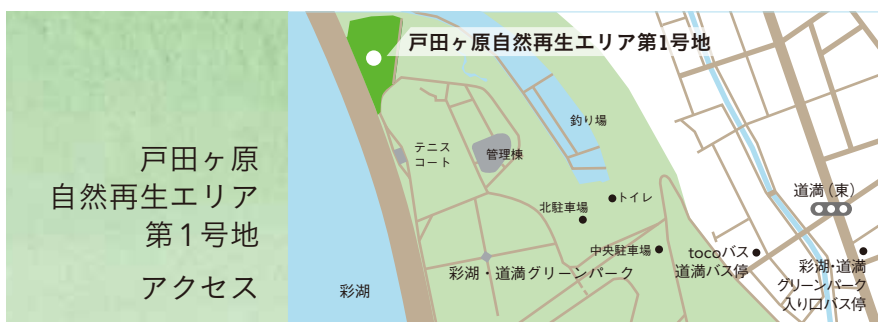 戸田ヶ原
自然再生エリア
第1号地
アクセス
戸田ヶ原自然再生エリア第1号地
釣り場
テニス
コート
管理棟
トイレ
北駐車場
中央駐車場
彩湖・道満グリーンパーク
彩湖
道満（東）
tocoバス
道満バス停
彩湖・道満
グリーンパーク
入り口バス停